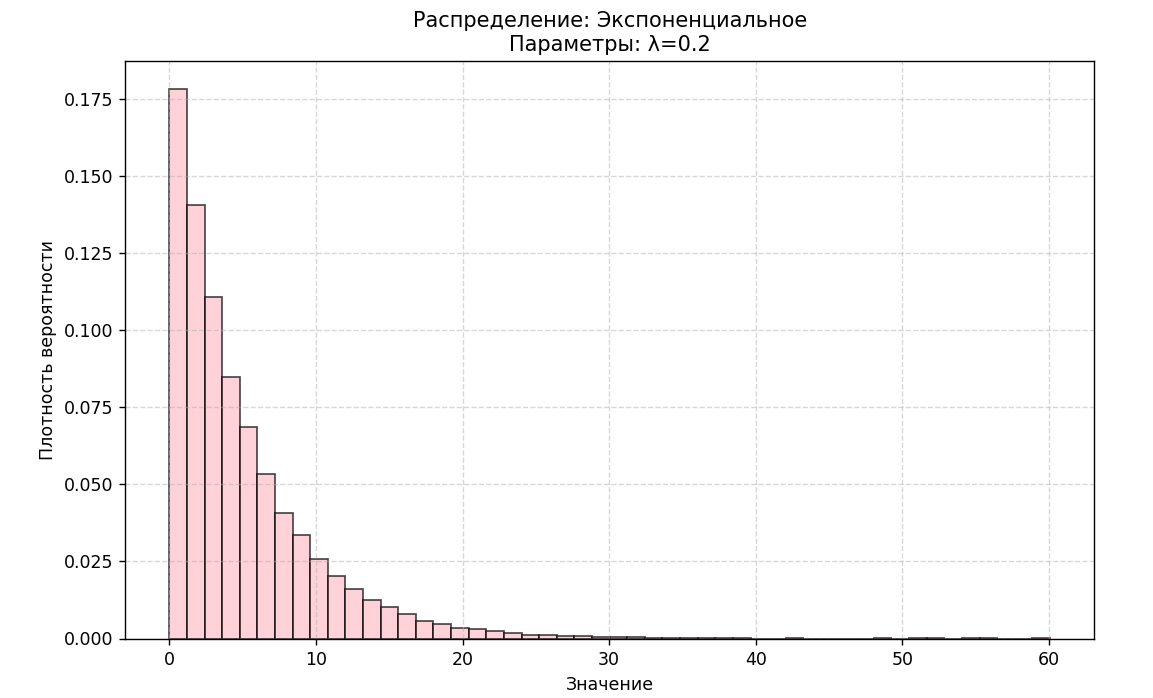 Распределение: Экспоненциальное
Параметры: λ=0.2
Плотность вероятности
0.175
0.150
0.125
0.100
0.075
0.050
0.025
0.000
0 10 20 30 40 50 60
Значение